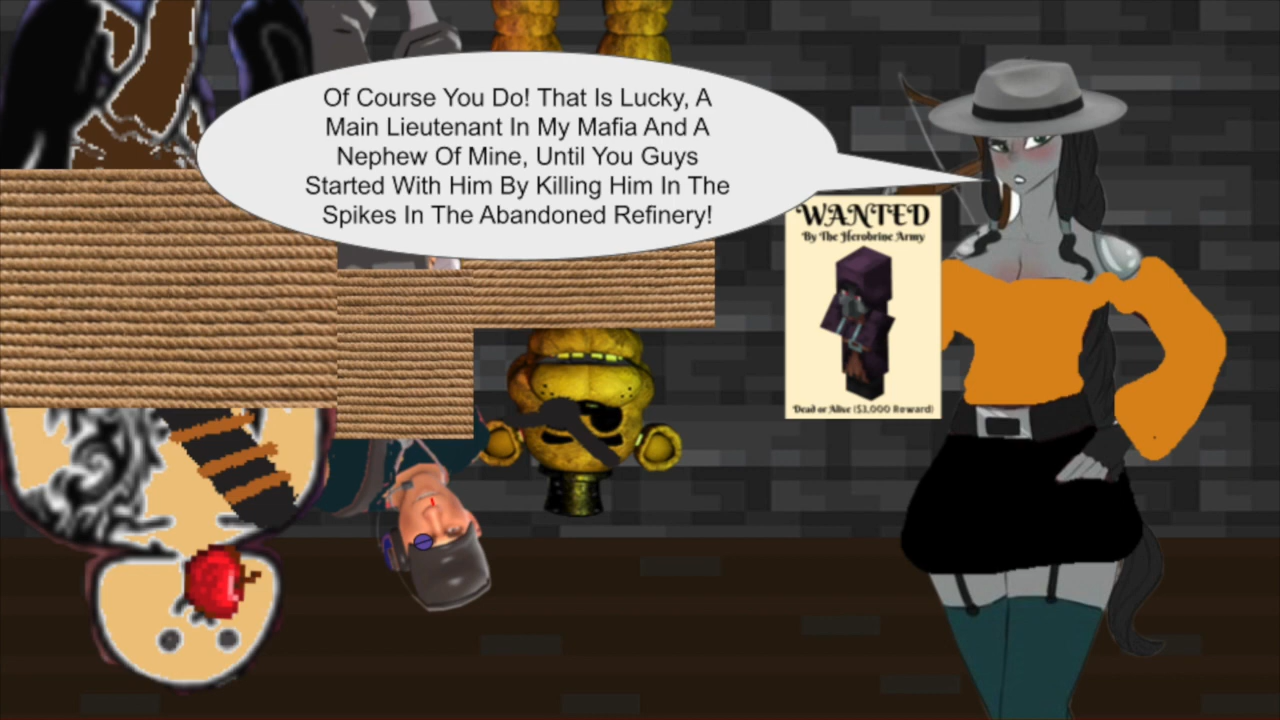 Of Course You Do! That Is Lucky, A
Main Lieutenant In My Mafia And A
Nephew Of Mine, Until You Guys
Started With Him By Killing Him In The
Spikes In The Abandoned Refinery!
WANTED
By The Herobrine Army
Dead or Alive ($3,000 Reward)